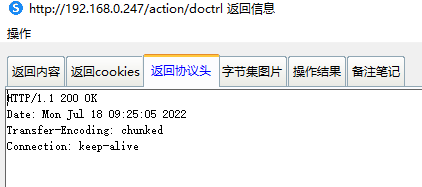 http://192.168.0.247/action/doctrl 返回信息
操作
返回内容 返回cookies 返回协议头 字节集图片 操作结果 备注笔记
HTTP/1.1 200 OK
Date: Mon Jul 18 09:25:05 2022
Transfer-Encoding: chunked
Connection: keep-alive